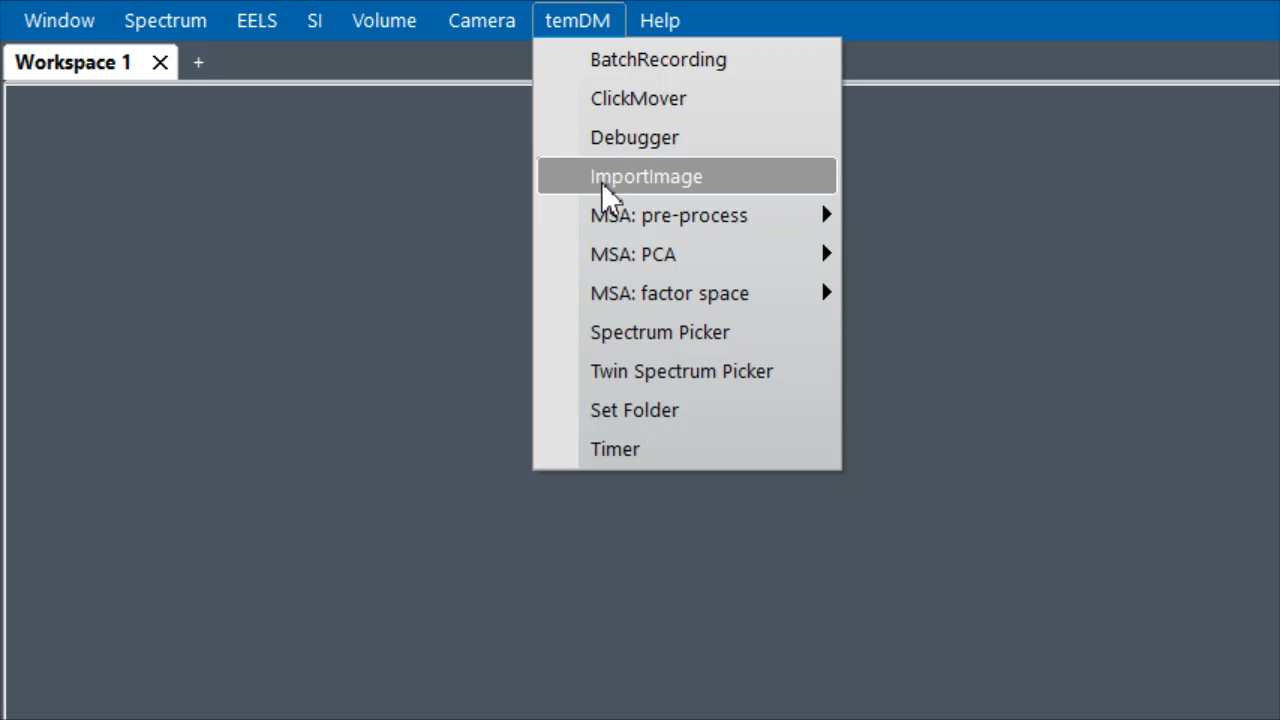 Window Spectrum EELS SI Volume Camera temDM Help
Workspace 1
BatchRecording
ClickMover
Debugger
ImportImage
MSA: pre-process
MSA: PCA
MSA: factor space
Spectrum Picker
Twin Spectrum Picker
Set Folder
Timer